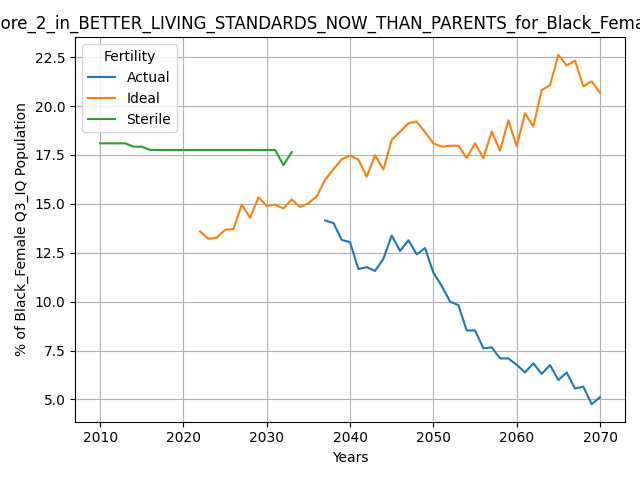 ore_2_in_BETTER_LIVING_STANDARDS_NOW_THAN_PARENTS_for_Black_Fema
Fertility
Actual
Ideal
Sterile
% of Black_Female Q3_IQ Population
22.5
20.0
17.5
15.0
12.5
10.0
7.5
5.0
2010 2020 2030 2040 2050 2060 2070
Years